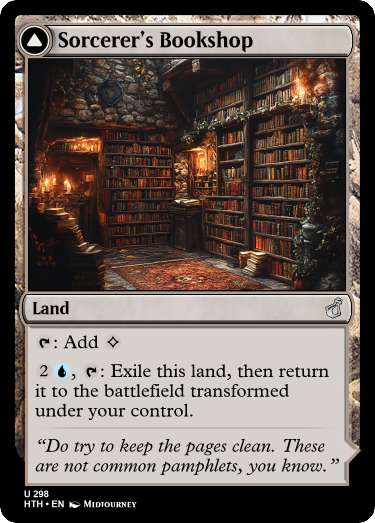 Sorcerer's Bookshop
Land
: Add
2 , : Exile this land, then return
it to the battlefield transformed
under your control.
“Do try to keep the pages clean. These
are not common pamphlets, you know.”
U 298
HTH • EN Midjourney